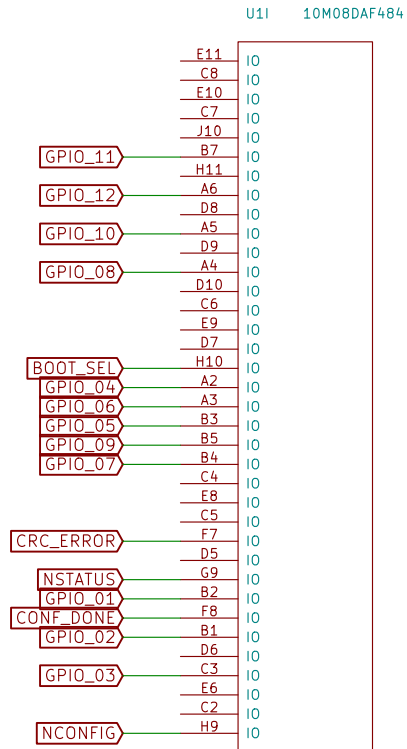 U1I 10M08DAF484
E11 IO
C8 IO
E10 IO
C7 IO
J10 IO
GPIO_11 B7 IO
H11 IO
GPIO_12 A6 IO
D8 IO
GPIO_10 A5 IO
D9 IO
GPIO_08 A4 IO
D10 IO
C6 IO
E9 IO
D7 IO
BOOT_SEL H10 IO
GPIO_04 A2 IO
GPIO_06 A3 IO
GPIO_05 B3 IO
GPIO_09 B5 IO
GPIO_07 B4 IO
C4 IO
E8 IO
C5 IO
CRC_ERROR F7 IO
D5 IO
NSTATUS G9 IO
GPIO_01 B2 IO
CONF_DONE F8 IO
GPIO_02 B1 IO
D6 IO
GPIO_03 C3 IO
E6 IO
C2 IO
NCONFIG H9 IO